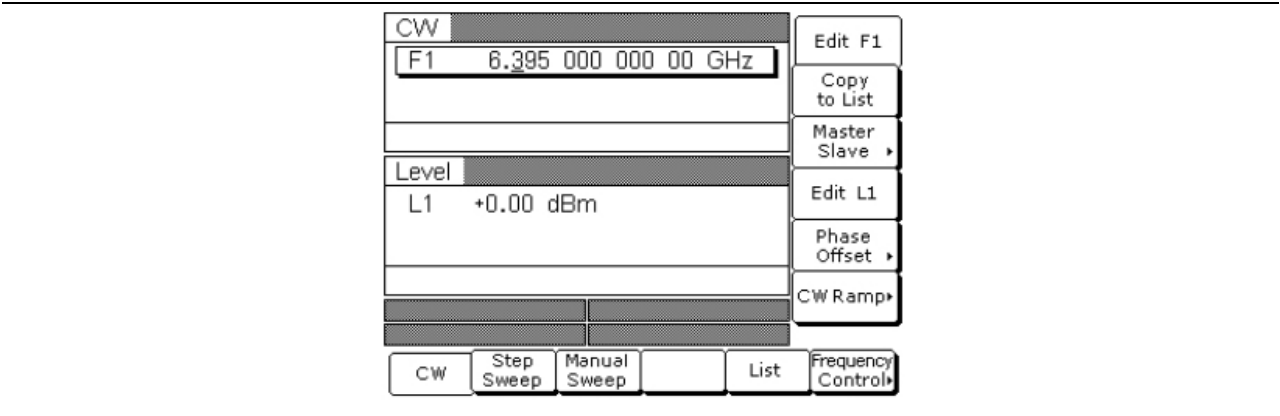 CW
F1 6.395 000 000 00 GHz
Level
L1 +0.00 dBm
Edit F1
Copy
to List
Master
Slave
Edit L1
Phase
Offset
CW Ramp
CW
Step
Sweep
Manual
Sweep
List
Frequency
Control